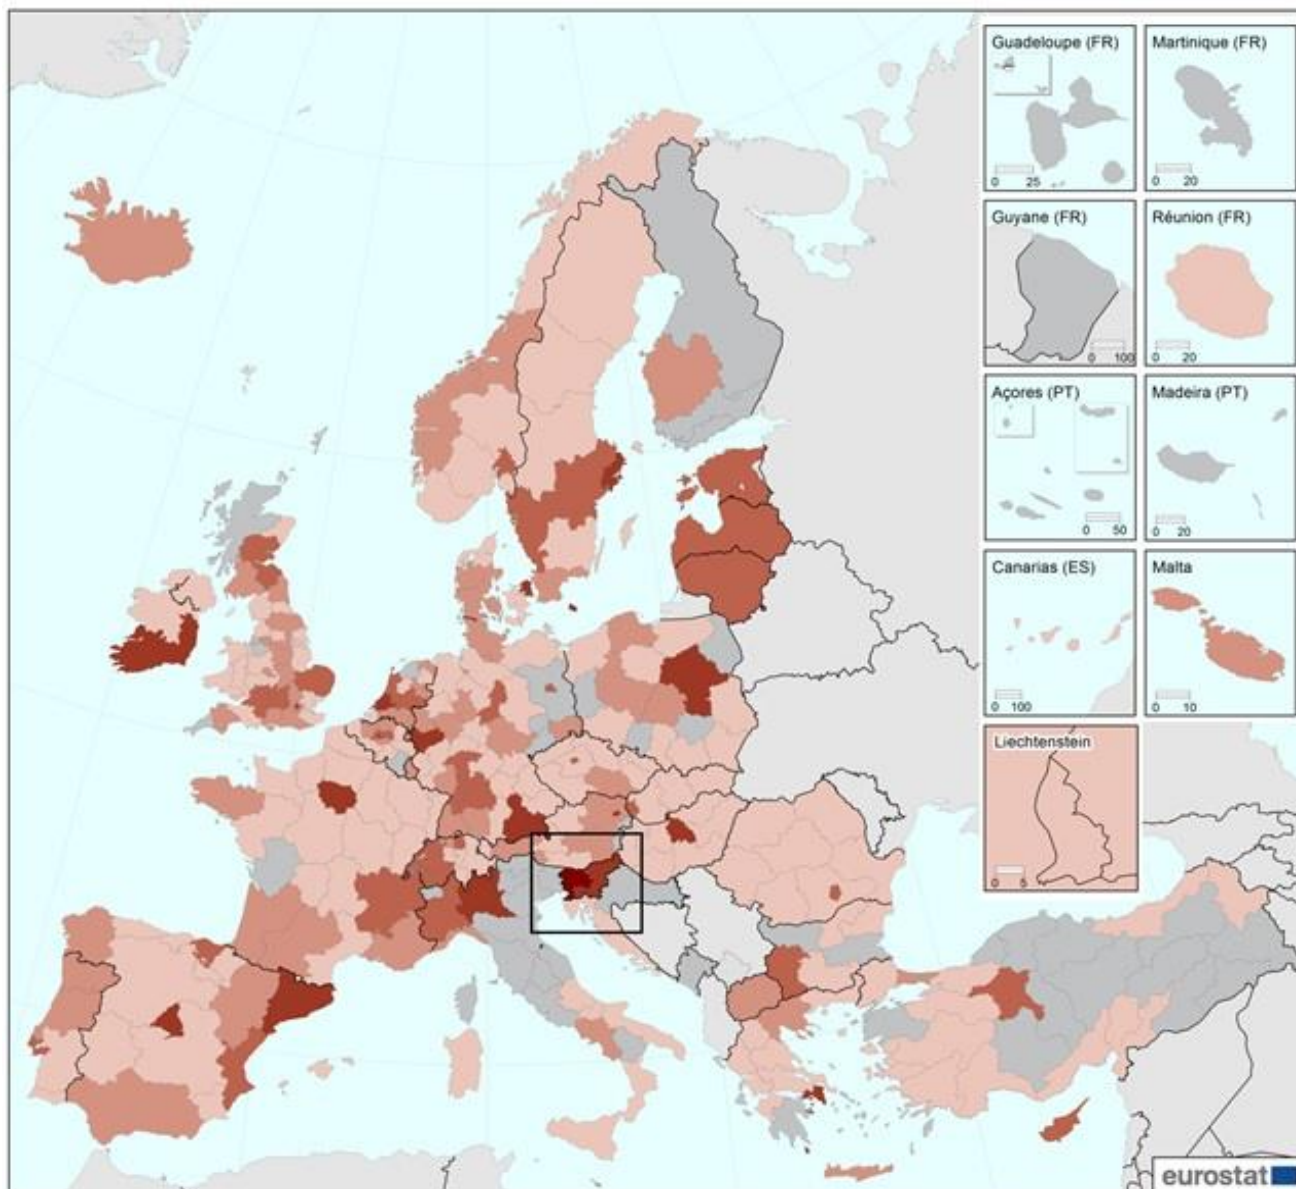 Guadeloupe (FR)
0 25
Martinique (FR)
0 20
Guyane (FR)
0 100
Réunion (FR)
0 20
Açores (PT)
0 50
Madeira (PT)
0 20
Canarias (ES)
0 100
Malta
0 10
Liechtenstein
0 5
eurostat